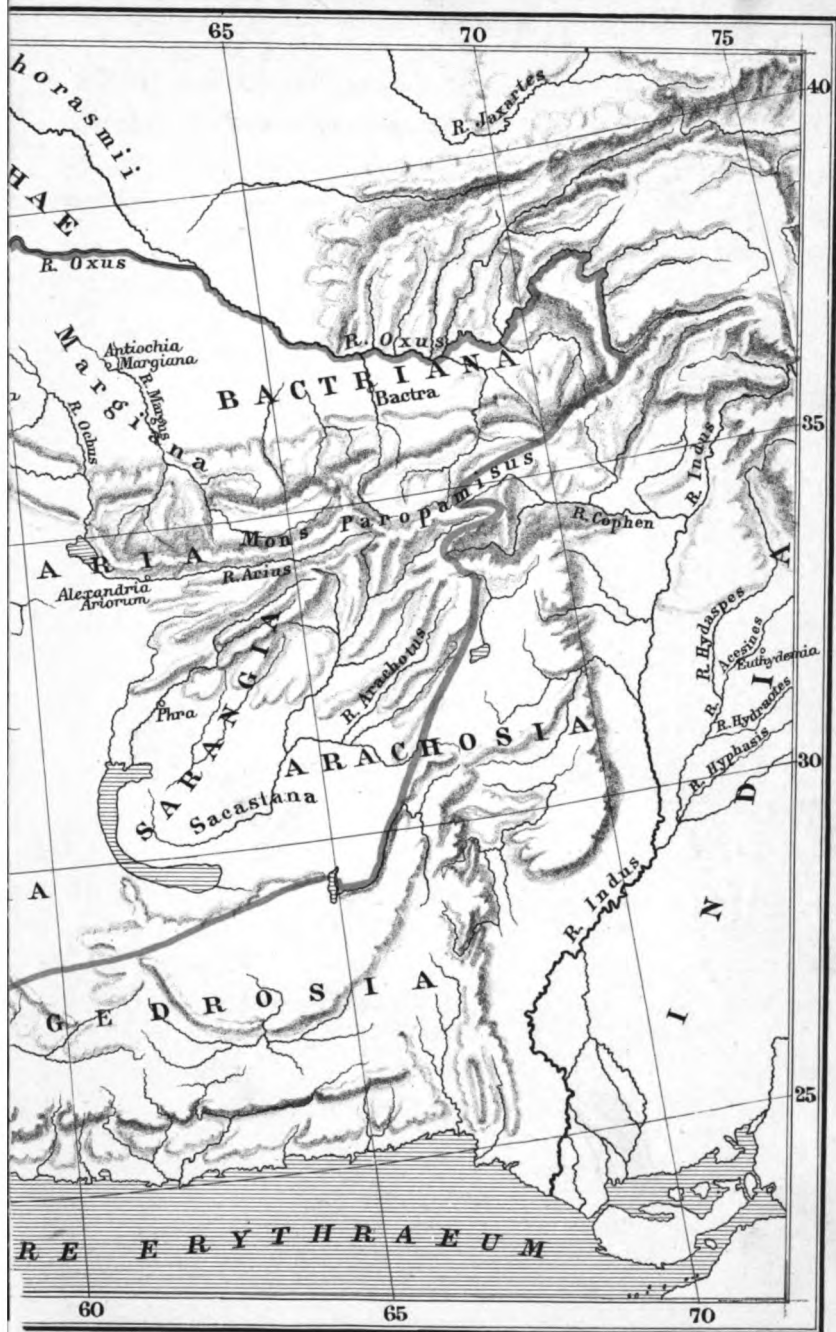 65 70 75
40
horasmii
R. Jaxartes
HAE
R. Oxus
R. Oxus
Antiochia
Margiana
Margiana
R. Margus
R. Ochus
BACTRIANA
Bactra
35
R. Indus
Mons Paropamisus
R. Cophen
ARIA
R. Arius
Alexandria
Ariorum
R. Hydaspes
R. Acesines
Euthydemia
R. Hydraotes
R. Hyphasis
SARANGIA
Phra
R. Arachotus
ARACHOSIA
30
Sacastana
A
R. Indus
INDIA
GEDROSIA
25
RE ERYTHRAEUM
60 65 70